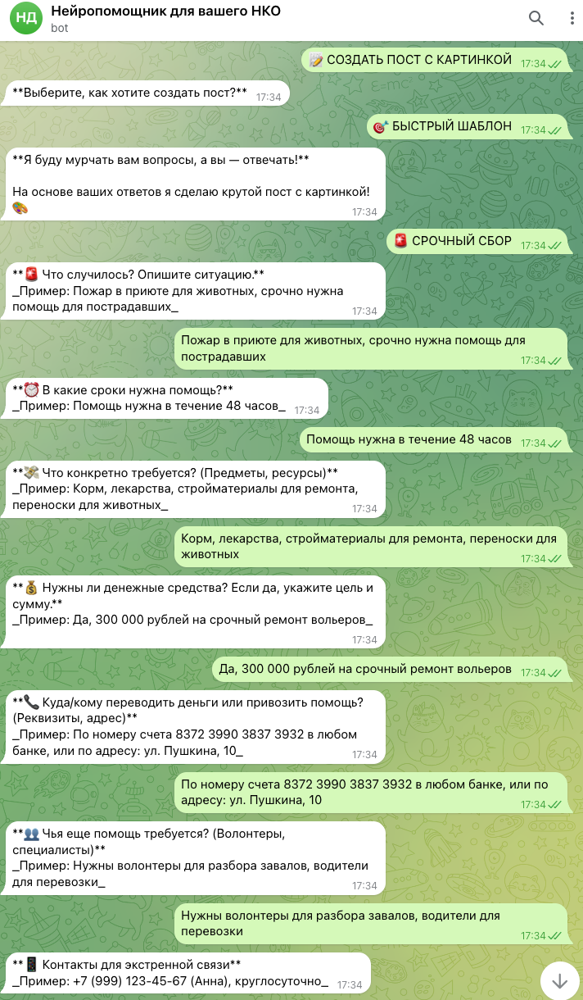 НД
Нейропомощник для вашего НКО
bot
📝 СОЗДАТЬ ПОСТ С КАРТИНКОЙ 17:34
**Выберите, как хотите создать пост?** 17:34
🎯 БЫСТРЫЙ ШАБЛОН 17:34
**Я буду мурчать вам вопросы, а вы — отвечать!**
На основе ваших ответов я сделаю крутой пост с картинкой!
🎨 17:34
🚨 СРОЧНЫЙ СБОР 17:34
**🚨 Что случилось? Опишите ситуацию.**
_Пример: Пожар в приюте для животных, срочно нужна
помощь для пострадавших_ 17:34
Пожар в приюте для животных, срочно нужна помощь для
пострадавших 17:34
**⏰ В какие сроки нужна помощь?**
_Пример: Помощь нужна в течение 48 часов_ 17:34
Помощь нужна в течение 48 часов 17:34
**💸 Что конкретно требуется? (Предметы, ресурсы)**
_Пример: Корм, лекарства, стройматериалы для ремонта,
переноски для животных_ 17:34
Корм, лекарства, стройматериалы для ремонта, переноски для
животных 17:34
**💰 Нужны ли денежные средства? Если да, укажите цель и
сумму.**
_Пример: Да, 300 000 рублей на срочный ремонт вольеров_
17:34
Да, 300 000 рублей на срочный ремонт вольеров 17:34
**📞 Куда/кому переводить деньги или привозить помощь?
(Реквизиты, адрес)**
_Пример: По номеру счета 8372 3990 3837 3932 в любом
банке, или по адресу: ул. Пушкина, 10_ 17:34
По номеру счета 8372 3990 3837 3932 в любом банке, или по
адресу: ул. Пушкина, 10 17:34
**👥 Чья еще помощь требуется? (Волонтеры,
специалисты)**
_Пример: Нужны волонтеры для разбора завалов, водители
для перевозки_ 17:34
Нужны волонтеры для разбора завалов, водители для
перевозки 17:34
**📱 Контакты для экстренной связи**
_Пример: +7 (999) 123-45-67 (Анна), круглосуточно_ 17:34